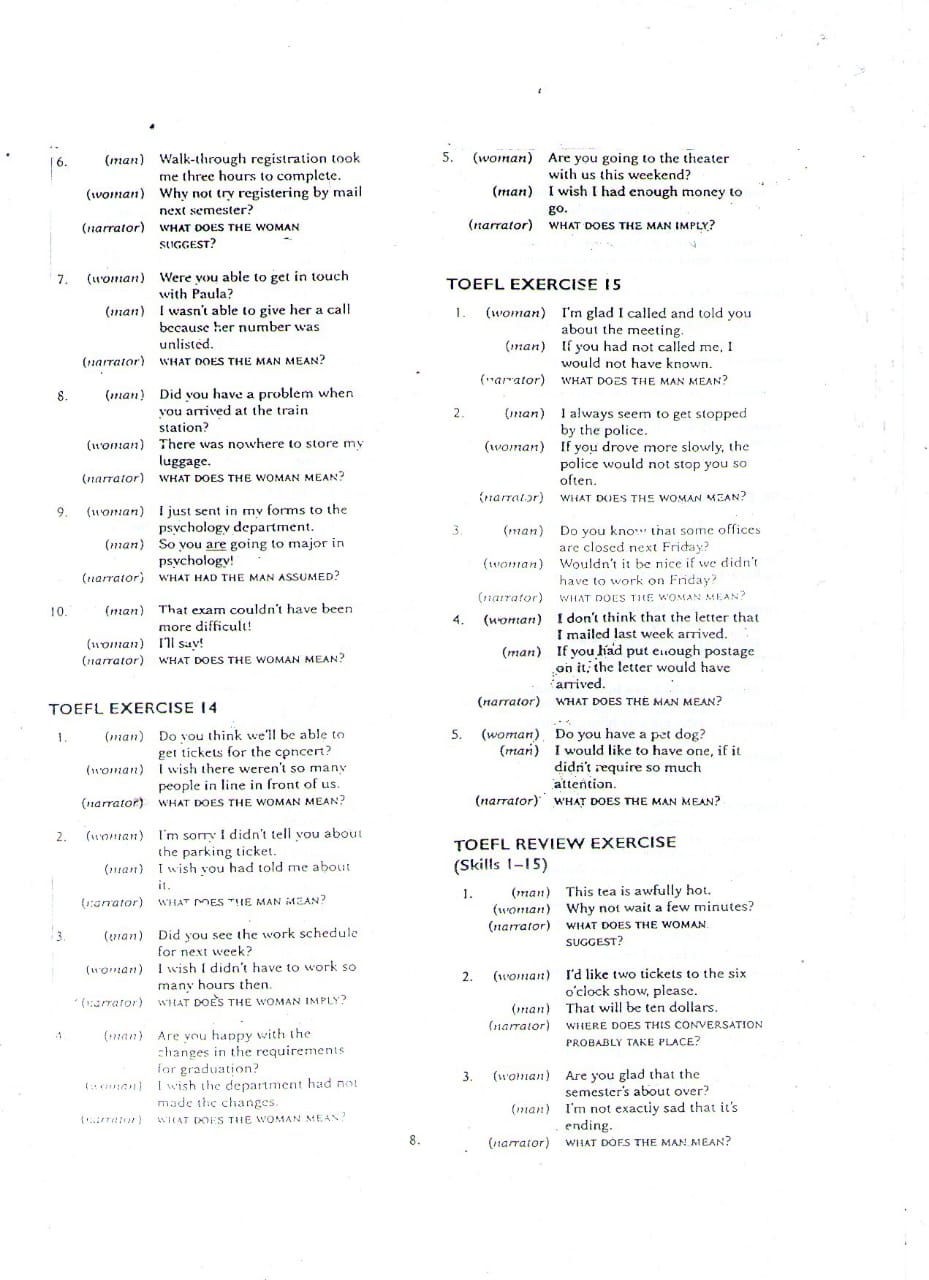 6. (man) Walk-through registration took
me three hours to complete.
(woman) Why not try registering by mail
next semester?
(narrator) WHAT DOES THE WOMAN
SUGGEST?
7. (woman) Were you able to get in touch
with Paula?
(man) I wasn't able to give her a call
because her number was
unlisted.
(narrator) WHAT DOES THE MAN MEAN?
8. (man) Did you have a problem when
you arrived at the train
station?
(woman) There was nowhere to store my
luggage.
(narrator) WHAT DOES THE WOMAN MEAN?
9. (woman) I just sent in my forms to the
psychology department.
(man) So you are going to major in
psychology!
(narrator) WHAT HAD THE MAN ASSUMED?
10. (man) That exam couldn't have been
more difficult!
(woman) I'll say!
(narrator) WHAT DOES THE WOMAN MEAN?
TOEFL EXERCISE 14
1. (man) Do you think we'll be able to
get tickets for the concert?
(woman) I wish there weren't so many
people in line in front of us.
(narrator) WHAT DOES THE WOMAN MEAN?
2. (woman) I'm sorry I didn't tell you about
the parking ticket.
(man) I wish you had told me about
it.
(narrator) WHAT DOES THE MAN MEAN?
3. (man) Did you see the work schedule
for next week?
(woman) I wish I didn't have to work so
many hours then.
(narrator) WHAT DOES THE WOMAN IMPLY?
4 (man) Are you happy with the
changes in the requirements
for graduation?
(woman) I wish the department had not
made the changes.
(narrator) WHAT DOES THE WOMAN MEAN?
5. (woman) Are you going to the theater
with us this weekend?
(man) I wish I had enough money to
go.
(narrator) WHAT DOES THE MAN IMPLY?
TOEFL EXERCISE 15
1. (woman) I'm glad I called and told you
about the meeting.
(man) If you had not called me, I
would not have known.
(narrator) WHAT DOES THE MAN MEAN?
2. (man) I always seem to get stopped
by the police.
(woman) If you drove more slowly, the
police would not stop you so
often.
(narrator) WHAT DOES THE WOMAN MEAN?
3. (man) Do you know that some offices
are closed next Friday?
(woman) Wouldn't it be nice if we didn't
have to work on Friday?
(narrator) WHAT DOES THE WOMAN MEAN?
4. (woman) I don't think that the letter that
I mailed last week arrived.
(man) If you had put enough postage
on it, the letter would have
arrived.
(narrator) WHAT DOES THE MAN MEAN?
5. (woman) Do you have a pet dog?
(man) I would like to have one, if it
didn't require so much
attention.
(narrator) WHAT DOES THE MAN MEAN?
TOEFL REVIEW EXERCISE
(Skills 1–15)
1. (man) This tea is awfully hot.
(woman) Why not wait a few minutes?
(narrator) WHAT DOES THE WOMAN
SUGGEST?
2. (woman) I'd like two tickets to the six
o'clock show, please.
(man) That will be ten dollars.
(narrator) WHERE DOES THIS CONVERSATION
PROBABLY TAKE PLACE?
3. (woman) Are you glad that the
semester's about over?
(man) I'm not exactly sad that it's
ending.
(narrator) WHAT DOES THE MAN MEAN?
8.